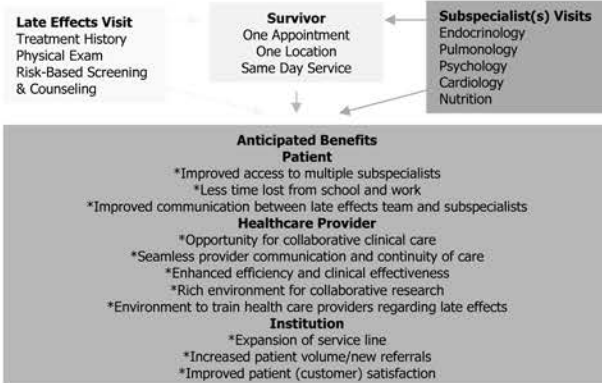 Late Effects Visit
Treatment History
Physical Exam
Risk-Based Screening
& Counseling
Survivor
One Appointment
One Location
Same Day Service
Subspecialist(s) Visits
Endocrinology
Pulmonology
Psychology
Cardiology
Nutrition
Anticipated Benefits
Patient
*Improved access to multiple subspecialists
*Less time lost from school and work
*Improved communication between late effects team and subspecialists
Healthcare Provider
*Opportunity for collaborative clinical care
*Seamless provider communication and continuity of care
*Enhanced efficiency and clinical effectiveness
*Rich environment for collaborative research
*Environment to train health care providers regarding late effects
Institution
*Expansion of service line
*Increased patient volume/new referrals
*Improved patient (customer) satisfaction